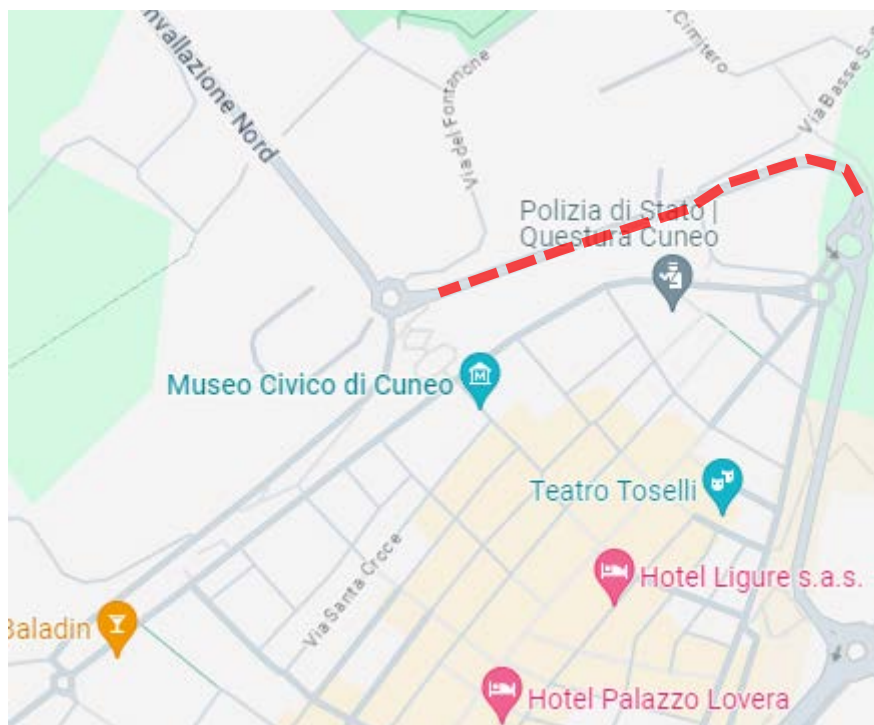 nvallazione Nord
Via del Fontanone
Cimitero
Via Basse S
Polizia di Stato |
Questura Cuneo
Museo Civico di Cuneo
Teatro Toselli
Via Santa Croce
Hotel Ligure s.a.s.
Baladin
Hotel Palazzo Lovera